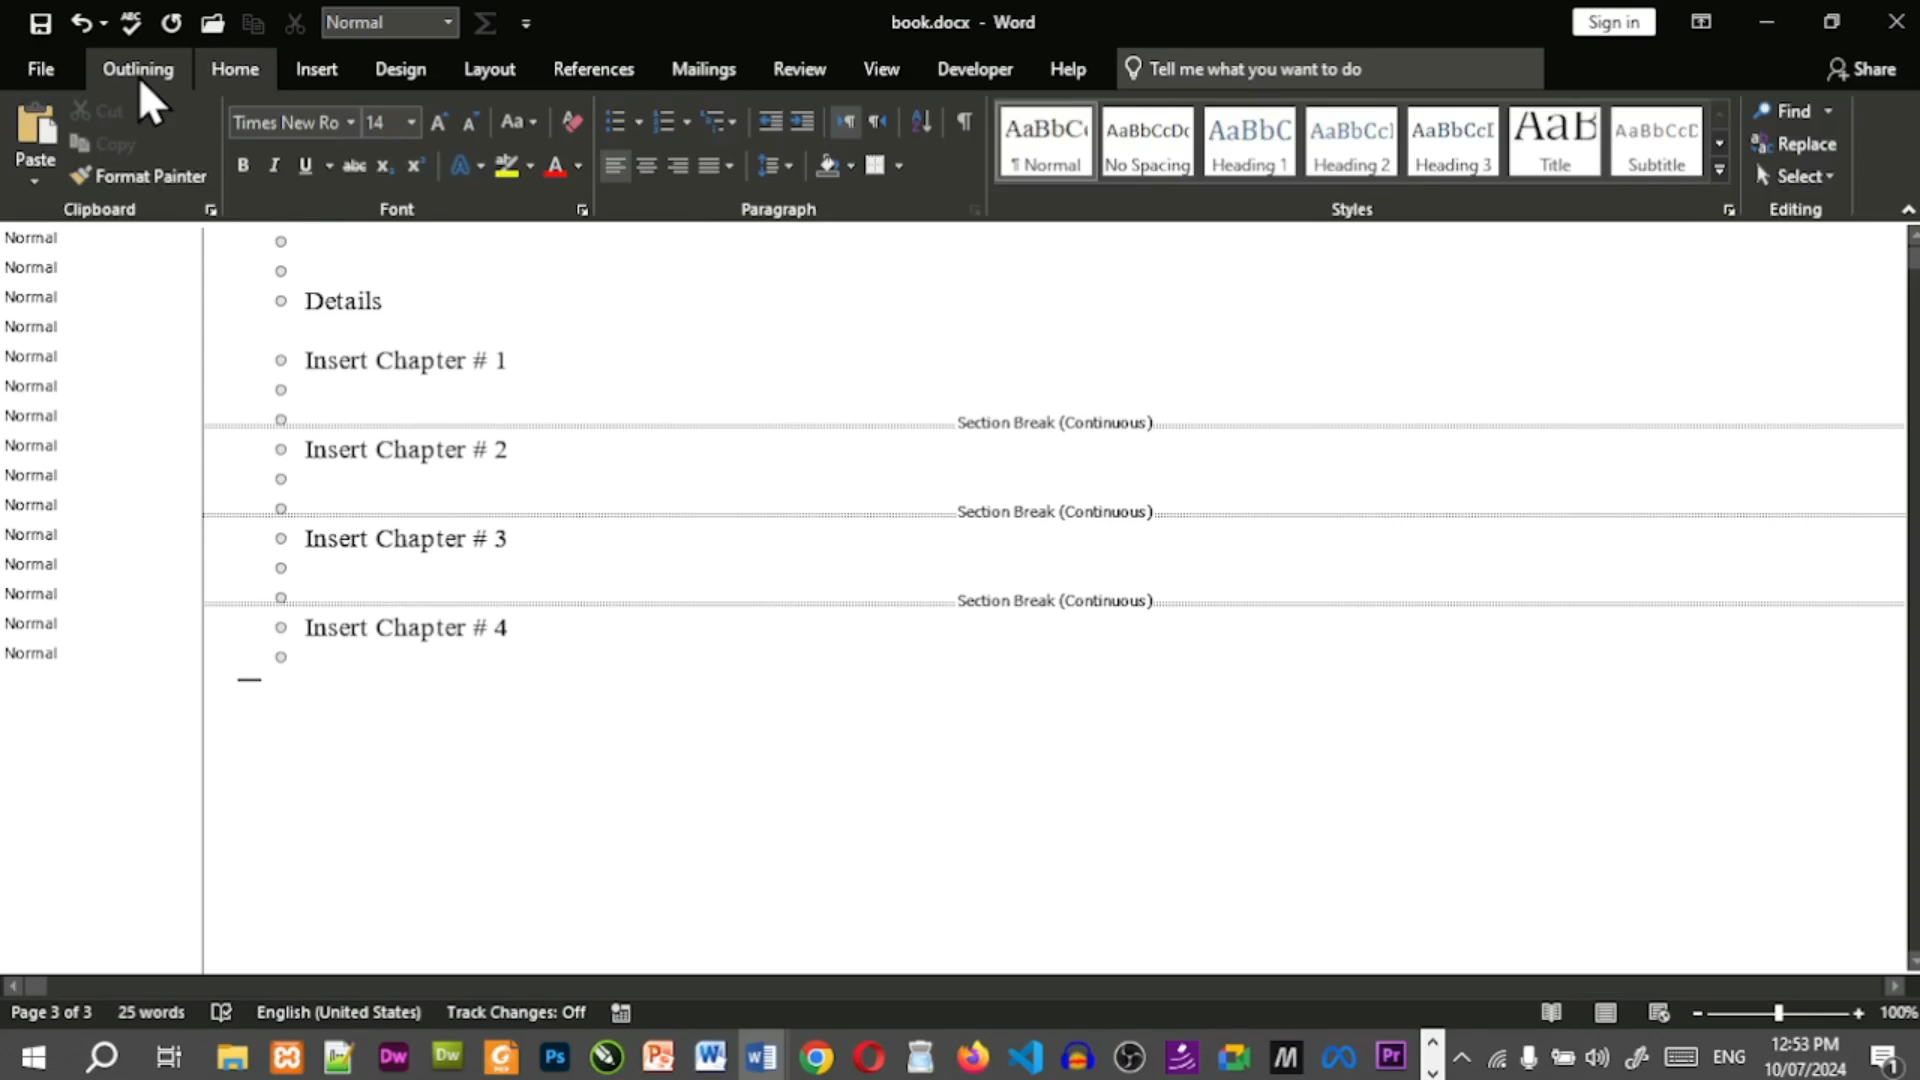 Normal
book.docx - Word
Sign in
File Outlining Home Insert Design Layout References Mailings Review View Developer Help Tell me what you want to do Share
Paste
Cut
Copy
Format Painter
Clipboard
Times New Ro 14
Font
Paragraph
AaBbC AaBbCcDc AaBbC AaBbCcI AaBbCcI AaB AaBbCcD
¶ Normal No Spacing Heading 1 Heading 2 Heading 3 Title Subtitle
Styles
Find
Replace
Select
Editing
Normal
Normal
Normal Details
Normal
Normal Insert Chapter # 1
Normal
Normal Section Break (Continuous)
Normal Insert Chapter # 2
Normal
Normal Section Break (Continuous)
Normal Insert Chapter # 3
Normal
Normal Section Break (Continuous)
Normal Insert Chapter # 4
Normal
Page 3 of 3 25 words English (United States) Track Changes: Off 100%
ENG
12:53 PM
10/07/2024